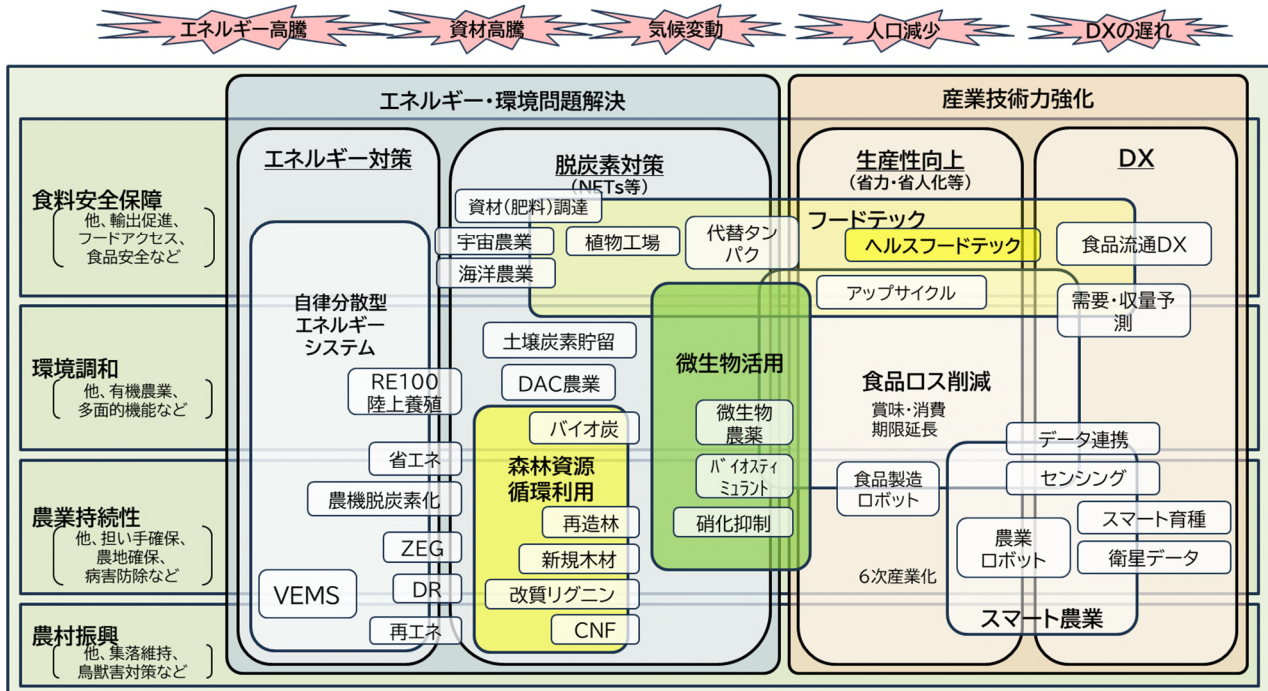 エネルギー高騰
資材高騰
気候変動
人口減少
DXの遅れ
エネルギー・環境問題解決
産業技術力強化
エネルギー対策
脱炭素対策
(NETs等)
生産性向上
(省力・省人化等)
DX
食料安全保障
他、輸出促進、
フードアクセス、
食品安全など
資材(肥料)調達
宇宙農業
海洋農業
植物工場
代替タン
パク
フードテック
ヘルスフードテック
食品流通DX
アップサイクル
需要・収量予
測
自律分散型
エネルギー
システム
環境調和
他、有機農業、
多面的機能など
RE100
陸上養殖
土壌炭素貯留
DAC農業
微生物活用
微生物
農薬
食品ロス削減
賞味・消費
期限延長
バイオ炭
森林資源
循環利用
省エネ
農機脱炭素化
ﾊﾞｲｵｽﾃｨ
ﾐｭﾗﾝﾄ
データ連携
センシング
食品製造
ロボット
農業持続性
他、担い手確保、
農地確保、
病害防除など
再造林
硝化抑制
スマート育種
ZEG
新規木材
農業
ロボット
衛星データ
VEMS
DR
改質リグニン
6次産業化
再エネ
CNF
スマート農業
農村振興
他、集落維持、
鳥獣害対策など